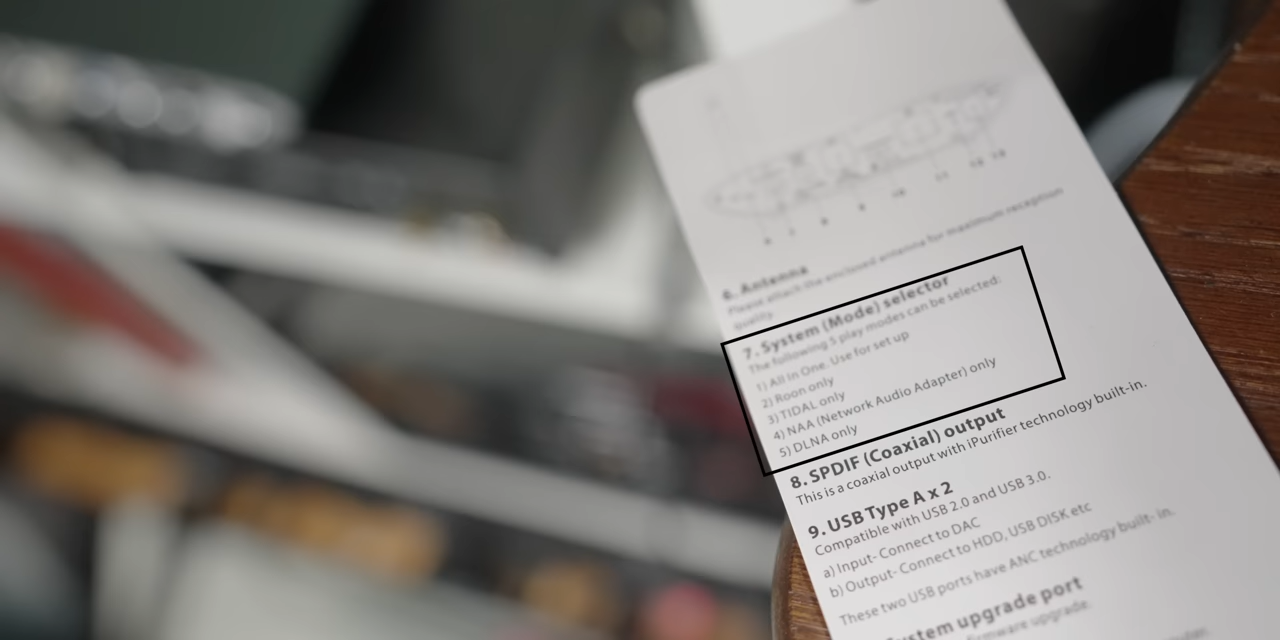 6. Antenna
Please attach the enclosed antenna for maximum reception
quality
7. System (Mode) selector
The following 5 play modes can be selected:
1) All In One. Use for set up
2) Roon only
3) TIDAL only
4) NAA (Network Audio Adapter) only
5) DLNA only
8. SPDIF (Coaxial) output
This is a coaxial output with iPurifier technology built-in.
9. USB Type A x 2
Compatible with USB 2.0 and USB 3.0.
a) Input- Connect to DAC
b) Output- Connect to HDD, USB DISK etc
These two USB ports have ANC technology built- in.
System upgrade port
firmware upgrade.